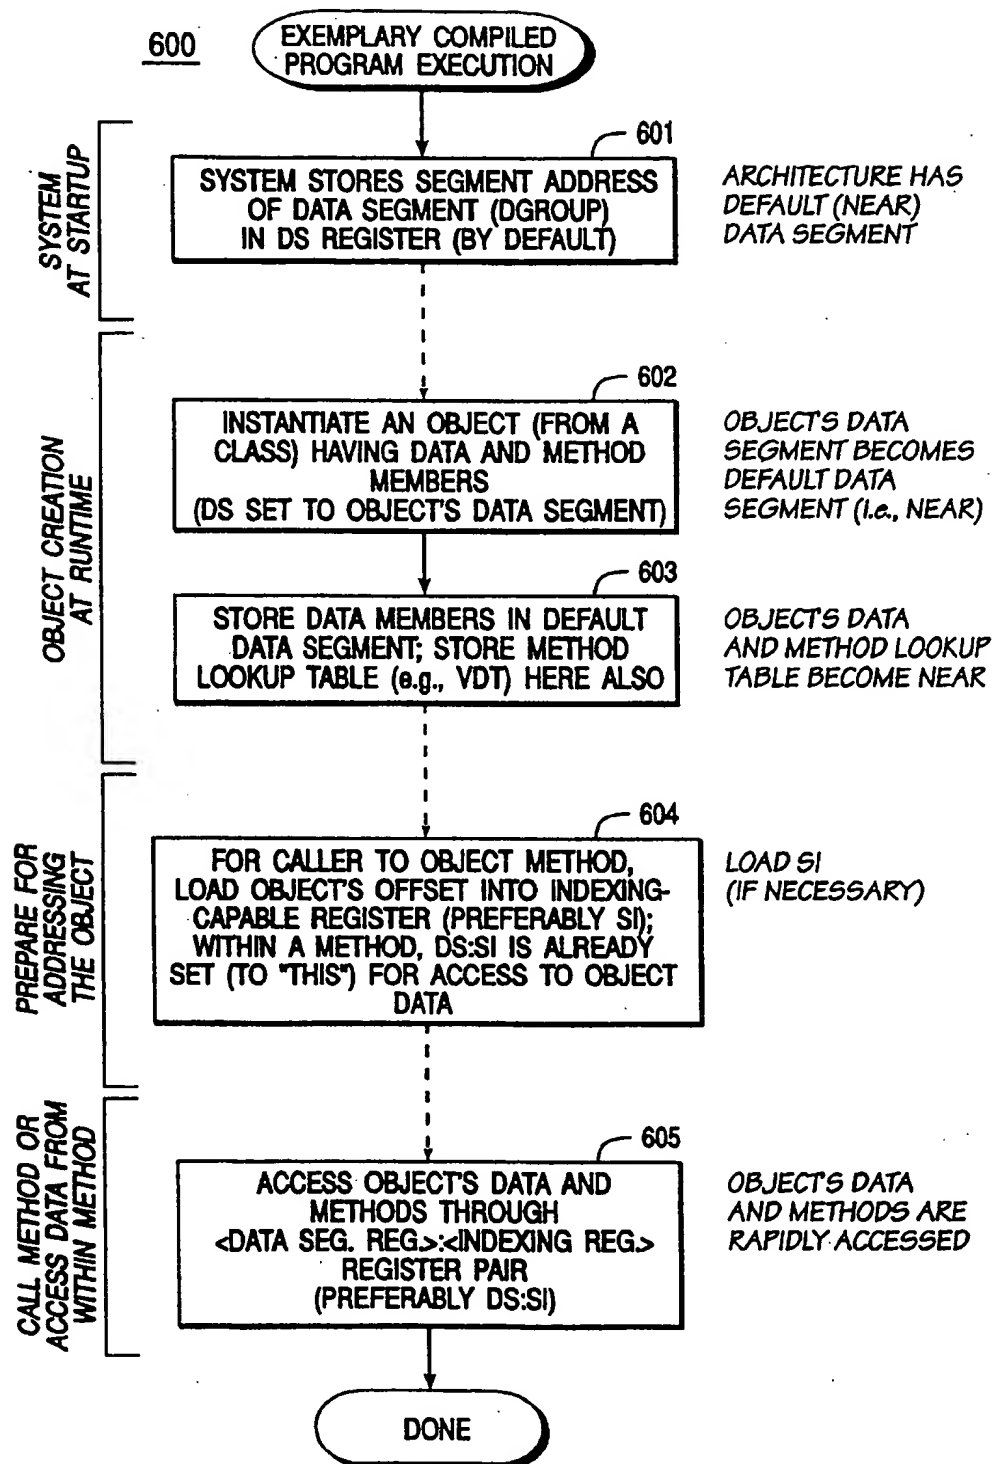 600
EXEMPLARY COMPILED
PROGRAM EXECUTION
SYSTEM
AT STARTUP
601
SYSTEM STORES SEGMENT ADDRESS
OF DATA SEGMENT (DGROUP)
IN DS REGISTER (BY DEFAULT)
ARCHITECTURE HAS
DEFAULT (NEAR)
DATA SEGMENT
OBJECT CREATION
AT RUNTIME
602
INSTANTIATE AN OBJECT (FROM A
CLASS) HAVING DATA AND METHOD
MEMBERS
(DS SET TO OBJECT'S DATA SEGMENT)
OBJECT'S DATA
SEGMENT BECOMES
DEFAULT DATA
SEGMENT (i.e., NEAR)
603
STORE DATA MEMBERS IN DEFAULT
DATA SEGMENT; STORE METHOD
LOOKUP TABLE (e.g., VDT) HERE ALSO
OBJECT'S DATA
AND METHOD LOOKUP
TABLE BECOME NEAR
PREPARE FOR
ADDRESSING
THE OBJECT
604
FOR CALLER TO OBJECT METHOD,
LOAD OBJECT'S OFFSET INTO INDEXING-
CAPABLE REGISTER (PREFERABLY SI);
WITHIN A METHOD, DS:SI IS ALREADY
SET (TO "THIS") FOR ACCESS TO OBJECT
DATA
LOAD SI
(IF NECESSARY)
CALL METHOD OR
ACCESS DATA FROM
WITHIN METHOD
605
ACCESS OBJECT'S DATA AND
METHODS THROUGH
<DATA SEG. REG.>:<INDEXING REG.>
REGISTER PAIR
(PREFERABLY DS:SI)
OBJECT'S DATA
AND METHODS ARE
RAPIDLY ACCESSED
DONE